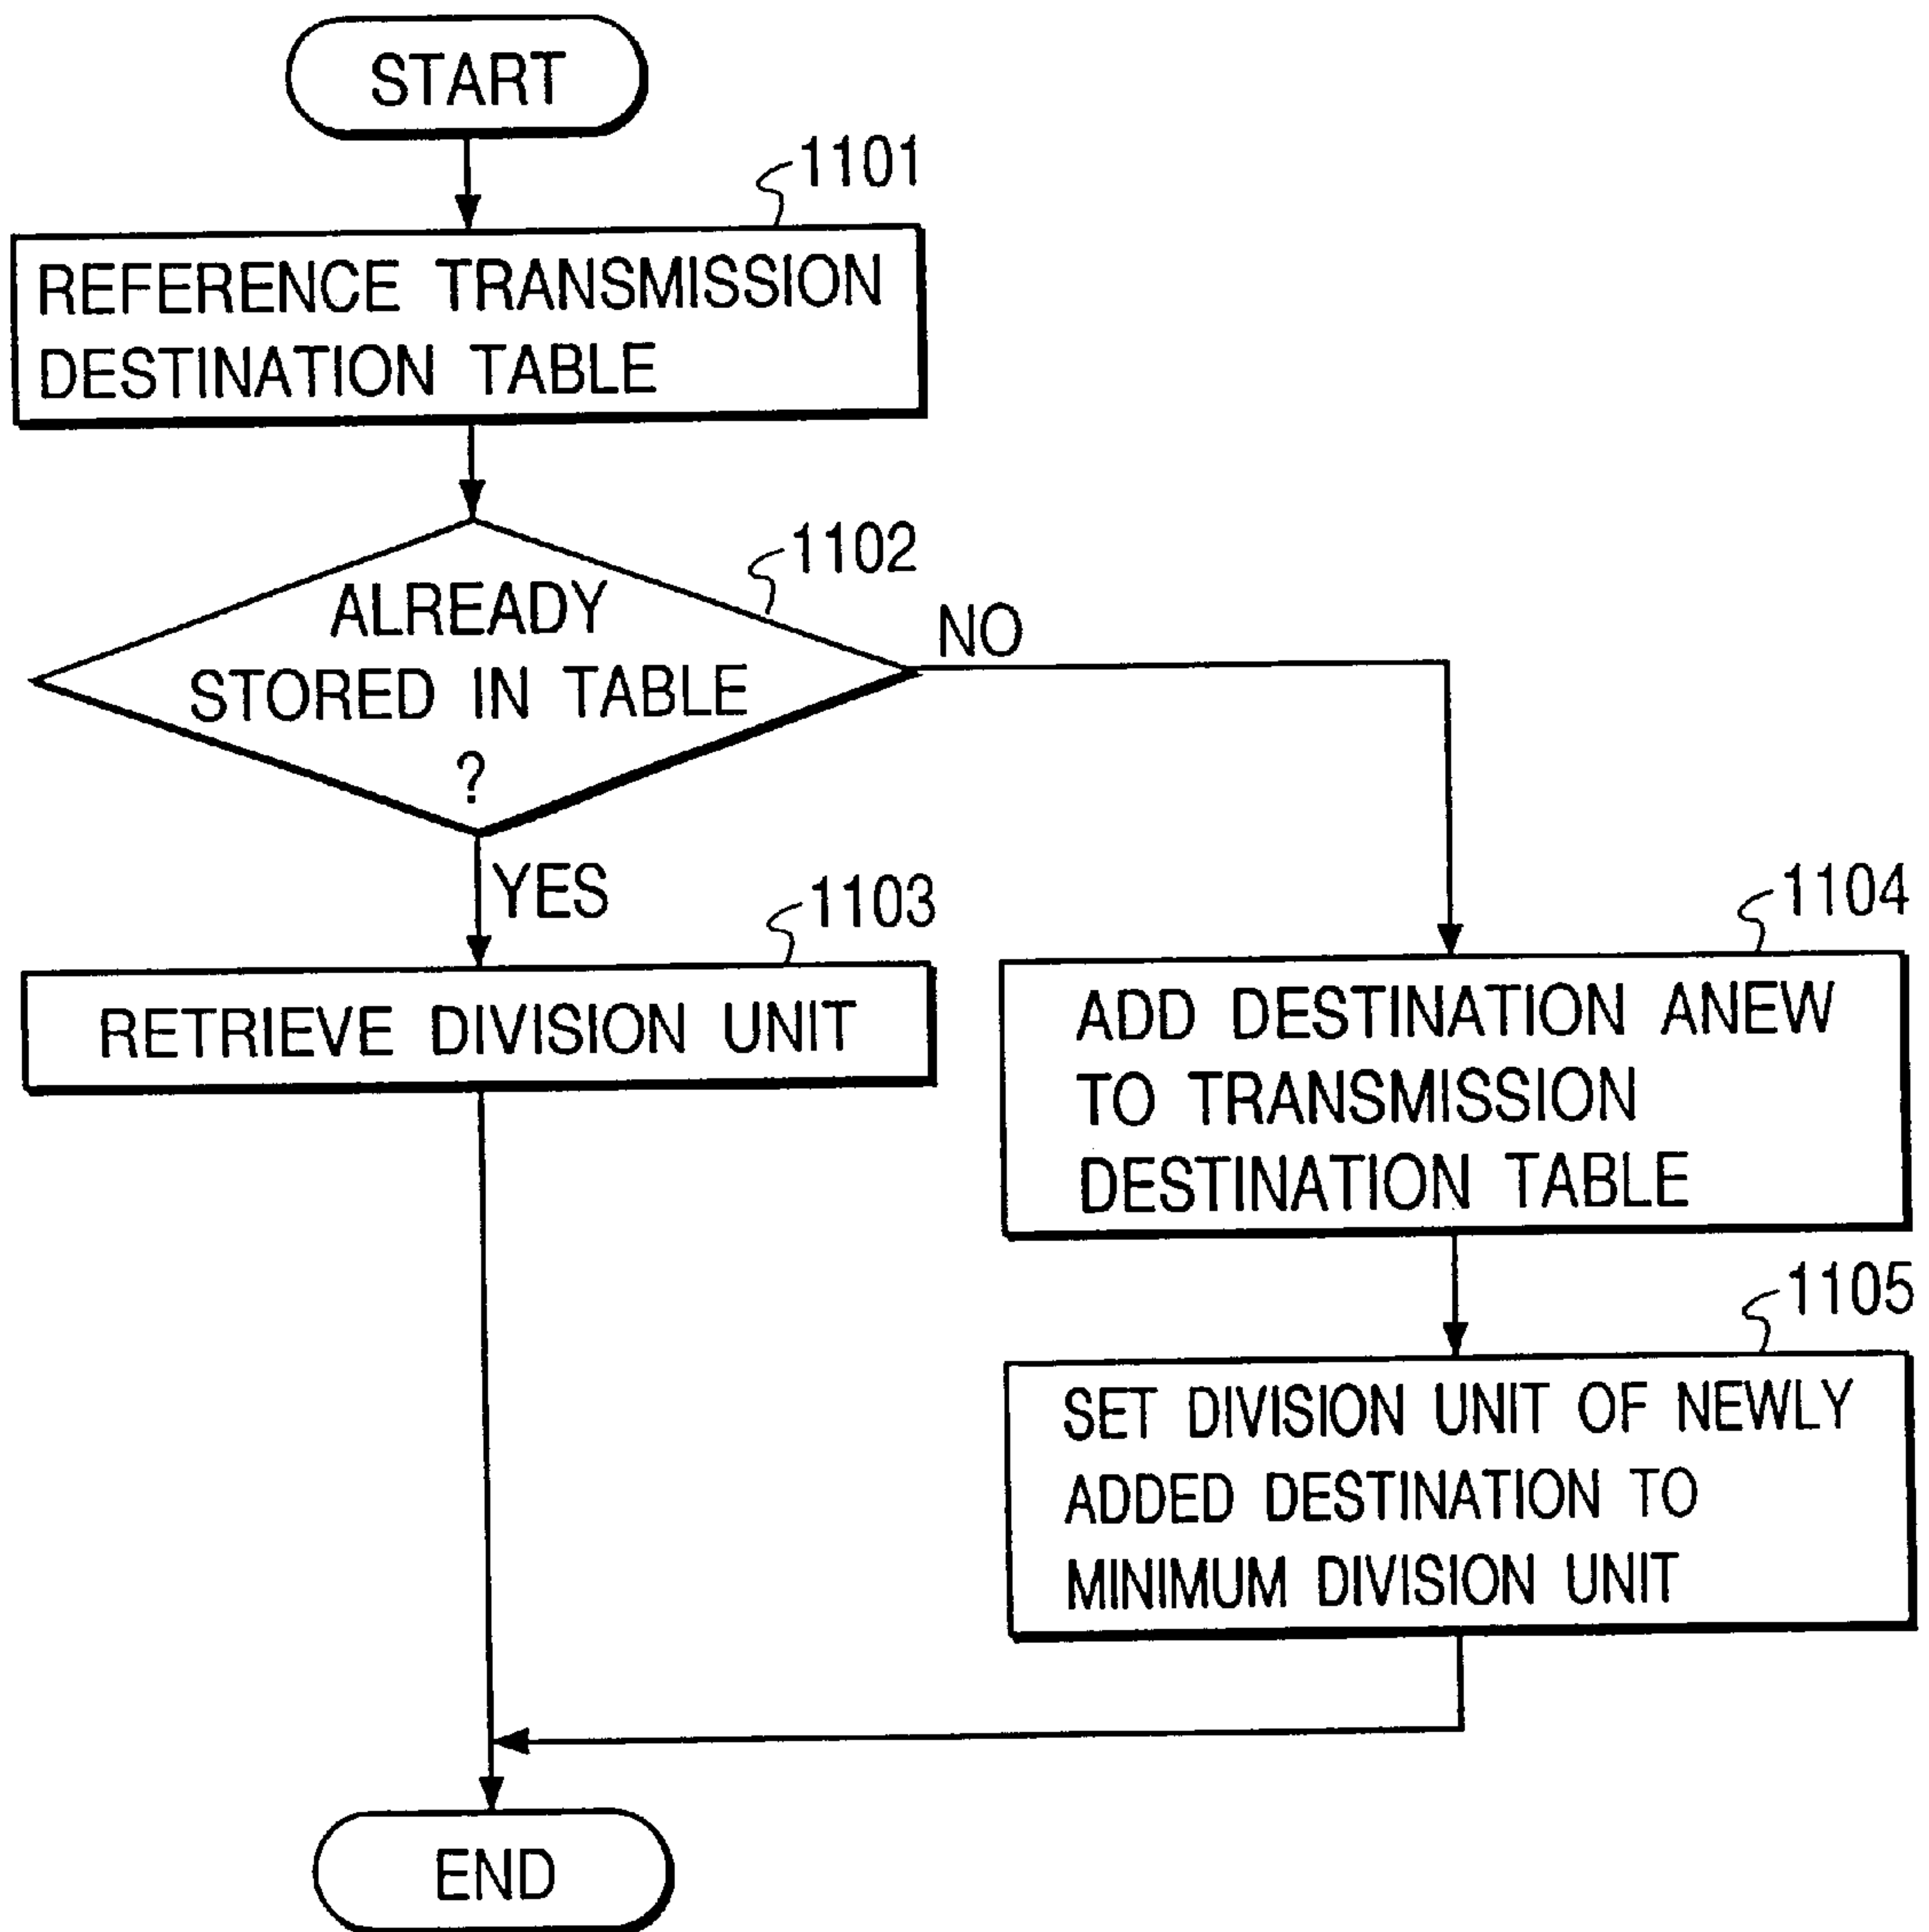 START
1101
REFERENCE TRANSMISSION
DESTINATION TABLE
1102
ALREADY
STORED IN TABLE
?
NO
YES
1103
RETRIEVE DIVISION UNIT
1104
ADD DESTINATION ANEW
TO TRANSMISSION
DESTINATION TABLE
1105
SET DIVISION UNIT OF NEWLY
ADDED DESTINATION TO
MINIMUM DIVISION UNIT
END